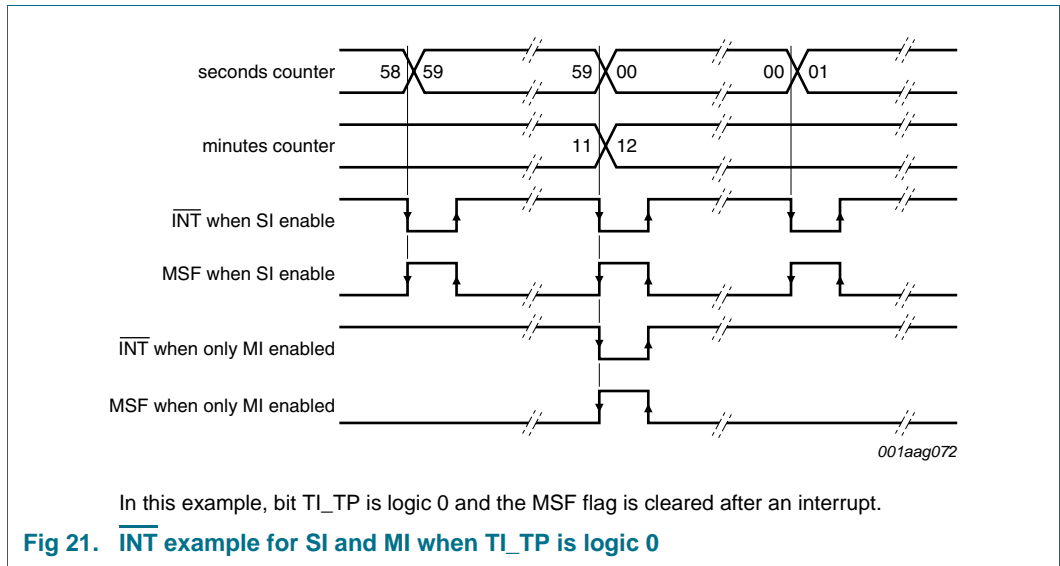 seconds counter 58 59 59 00 00 01
minutes counter 11 12
INT when SI enable
MSF when SI enable
INT when only MI enabled
MSF when only MI enabled
001aag072
In this example, bit TI_TP is logic 0 and the MSF flag is cleared after an interrupt.
Fig 21. INT example for SI and MI when TI_TP is logic 0